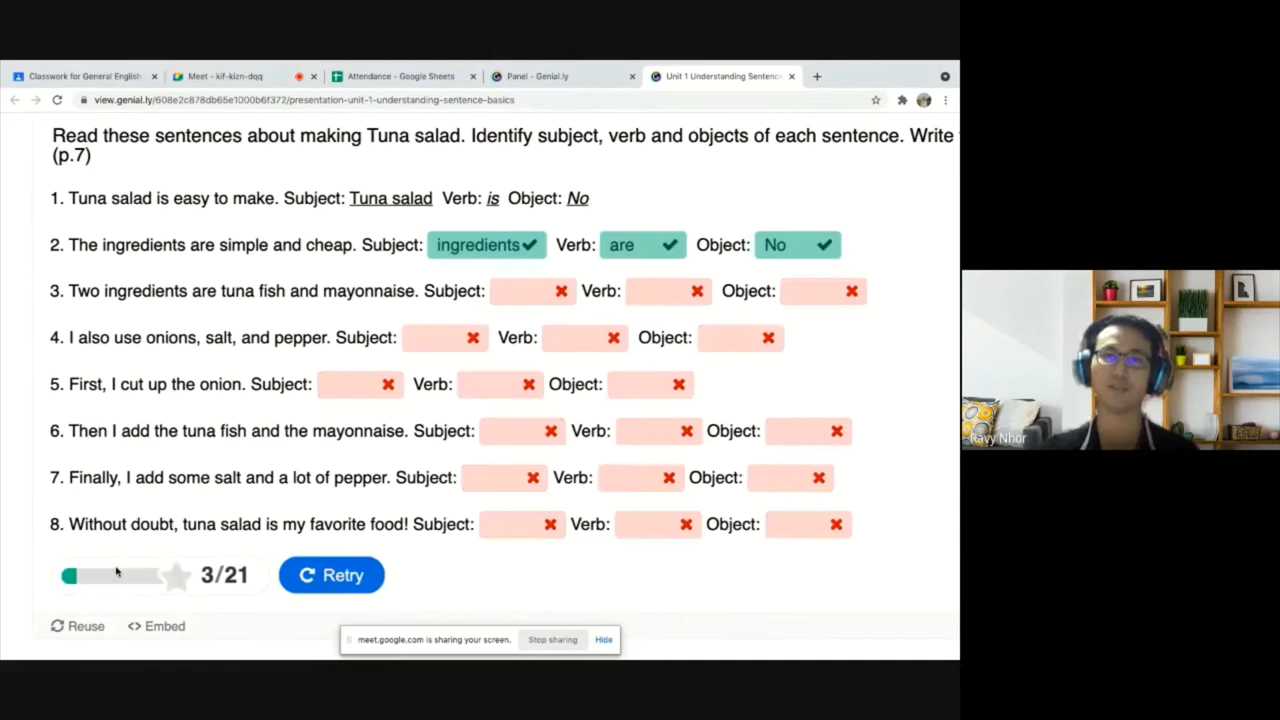 Classwork for General English
Meet - kif-kizn-dqq
Attendance - Google Sheets
Panel - Genial.ly
Unit 1 Understanding Sentenc
view.genial.ly/608e2c878db65e1000b6f372/presentation-unit-1-understanding-sentence-basics
Read these sentences about making Tuna salad. Identify subject, verb and objects of each sentence. Write
(p.7)
1. Tuna salad is easy to make. Subject: Tuna salad Verb: is Object: No
2. The ingredients are simple and cheap. Subject: ingredients Verb: are Object: No
3. Two ingredients are tuna fish and mayonnaise. Subject: Verb: Object:
4. I also use onions, salt, and pepper. Subject: Verb: Object:
5. First, I cut up the onion. Subject: Verb: Object:
6. Then I add the tuna fish and the mayonnaise. Subject: Verb: Object:
7. Finally, I add some salt and a lot of pepper. Subject: Verb: Object:
8. Without doubt, tuna salad is my favorite food! Subject: Verb: Object:
3/21 Retry
Reuse <> Embed
meet.google.com is sharing your screen. Stop sharing Hide
Ravy Nhor